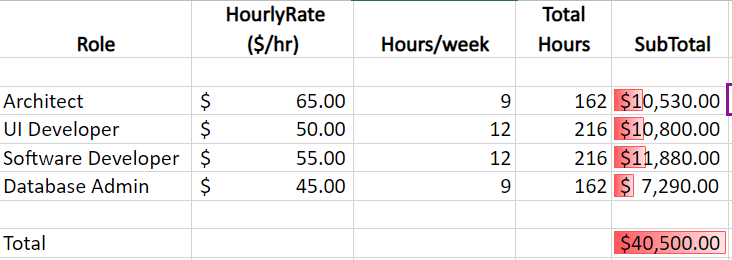 Role HourlyRate ($/hr) Hours/week Total Hours SubTotal
Architect $ 65.00 9 162 $10,530.00
UI Developer $ 50.00 12 216 $10,800.00
Software Developer $ 55.00 12 216 $11,880.00
Database Admin $ 45.00 9 162 $ 7,290.00
Total $40,500.00